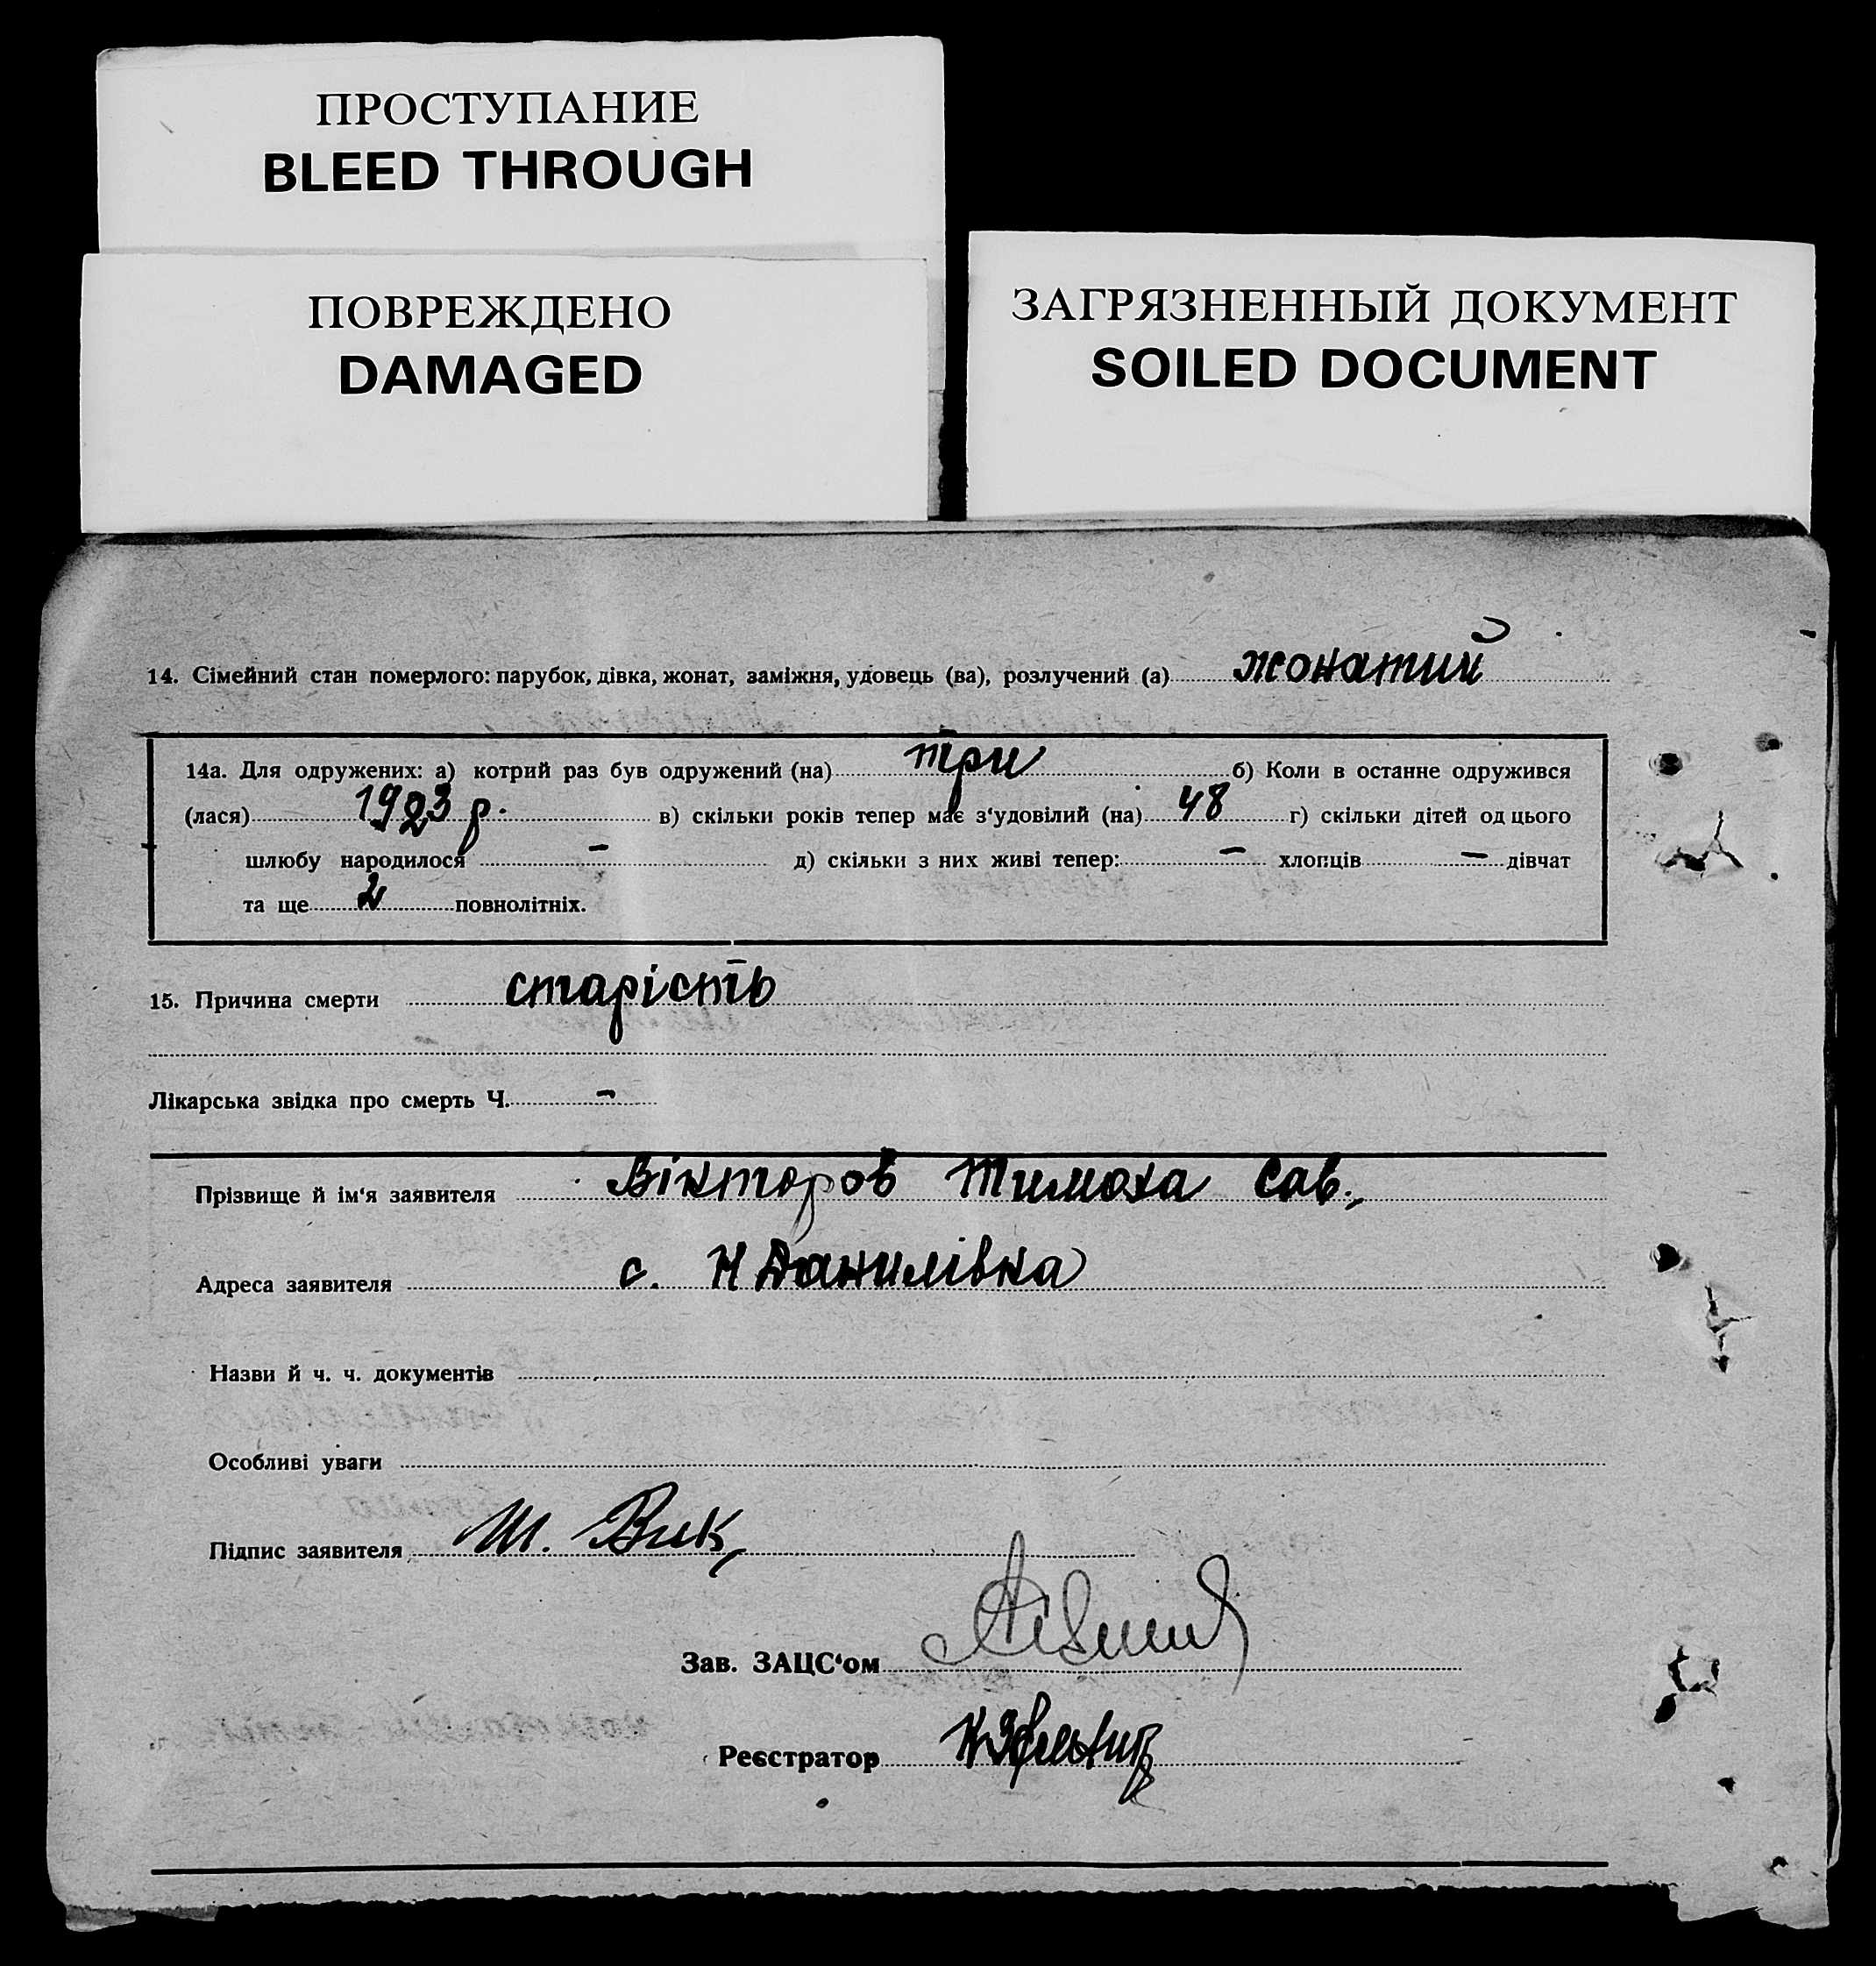 ПРОСТУПАНИЕ
BLEED THROUGH
ПОВРЕЖДЕНО
DAMAGED
ЗАГРЯЗНЕННЫЙ ДОКУМЕНТ
SOILED DOCUMENT
14. Сімейний стан померлого: парубок, дівка, жонат, заміжня, удовець (ва), розлучений (а) жонатий
14а. Для одружених: а) котрий раз був одружений (на) три б) Коли в останне одружився
(лася) 1923 р. в) скільки років тепер має з‘удовілий (на) 48 г) скільки дітей од цього
шлюбу народилося – д) скільки з них живі тепер: – хлопців – дівчат
та ще 2 повнолітніх.
15. Причина смерти старість
Лікарська звідка про смерть Ч. –
Прізвище й ім‘я заявителя Вікторов Тимоха Сав.,
Адреса заявителя с. Н Данилівка
Назви й ч. ч. документів
Особливі уваги
Підпис заявителя Т. Вик,
Зав. ЗАЦС‘ом
Реєстратор